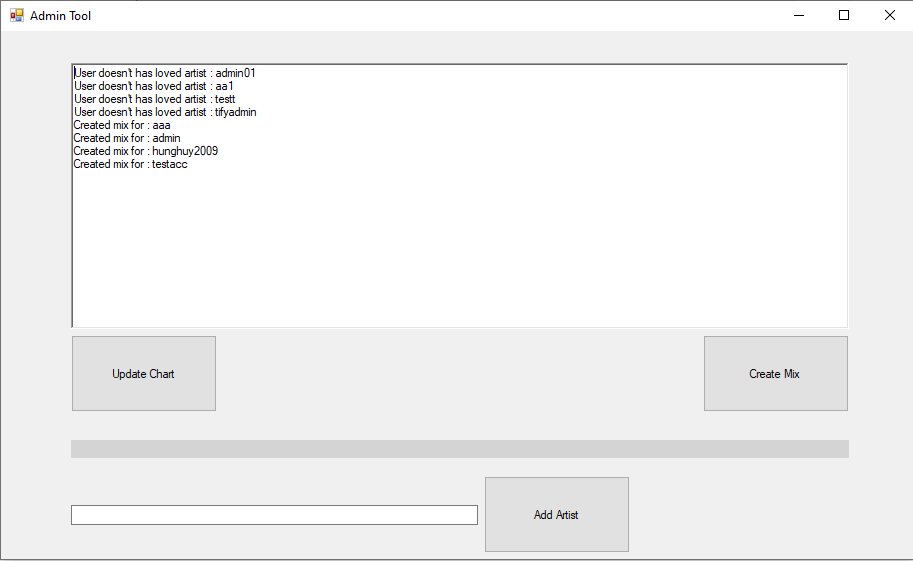 Admin Tool
User doesn't has loved artist : admin01
User doesn't has loved artist : aa1
User doesn't has loved artist : testt
User doesn't has loved artist : tifyadmin
Created mix for : aaa
Created mix for : admin
Created mix for : hunghuy2009
Created mix for : testacc
Update Chart
Create Mix
Add Artist